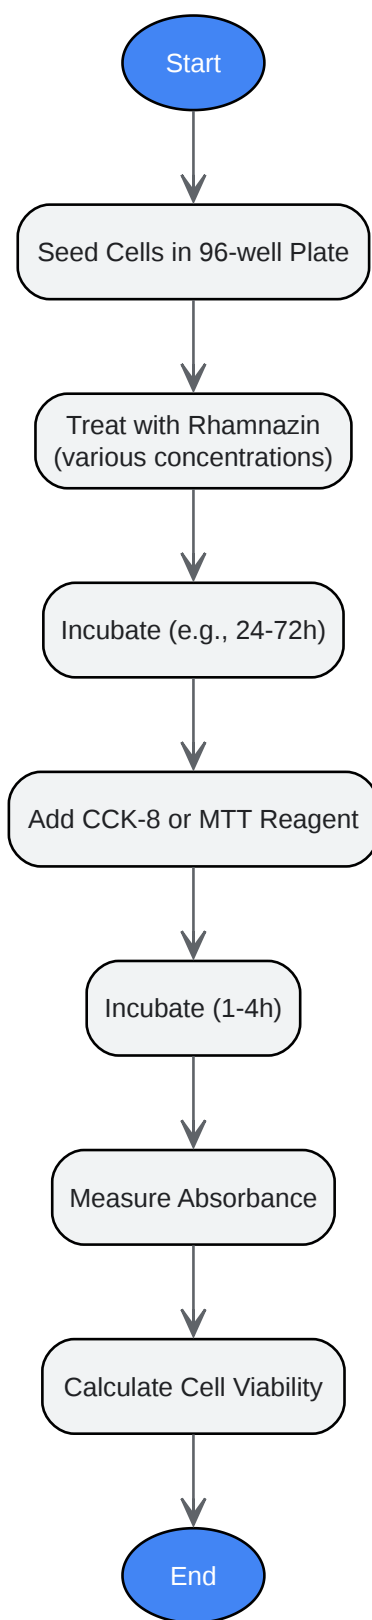 Start
Seed Cells in 96-well Plate
Treat with Rhamnazin
(various concentrations)
Incubate (e.g., 24-72h)
Add CCK-8 or MTT Reagent
Incubate (1-4h)
Measure Absorbance
Calculate Cell Viability
End